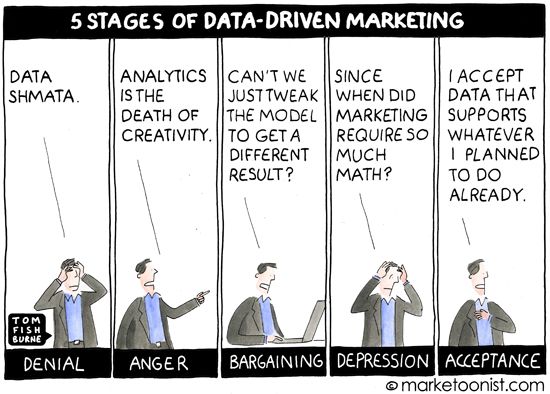 5 STAGES OF DATA-DRIVEN MARKETING
DATA
SHMATA.
ANALYTICS
IS THE
DEATH OF
CREATIVITY.
CAN'T WE
JUST TWEAK
THE MODEL
TO GET A
DIFFERENT
RESULT?
SINCE
WHEN DID
MARKETING
REQUIRE SO
MUCH
MATH?
I ACCEPT
DATA THAT
SUPPORTS
WHATEVER
I PLANNED
TO DO
ALREADY.
TOM
FISH
BURNE
DENIAL
ANGER
BARGAINING
DEPRESSION
ACCEPTANCE
© marketoonist.com